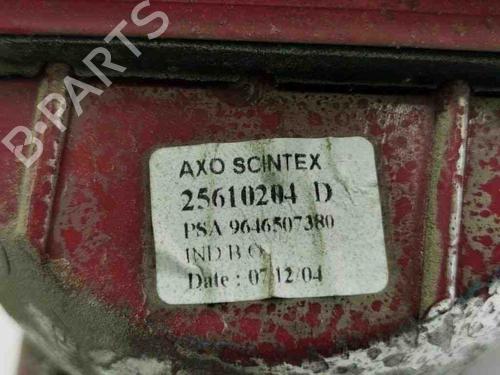 B-PARTS
AXO SCINTEX
25610204 D
PSA 9646507380
IND B O
Date : 07/12/04